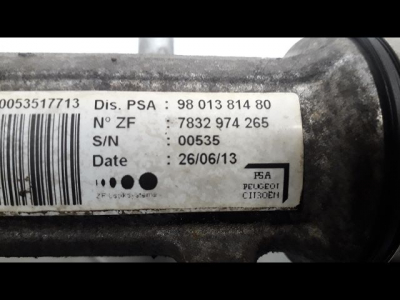 0053517713
Dis. PSA : 98 013 814 80
N° ZF : 7832 974 265
S/N : 00535
Date : 26/06/13
PSA
PEUGEOT
CITROËN